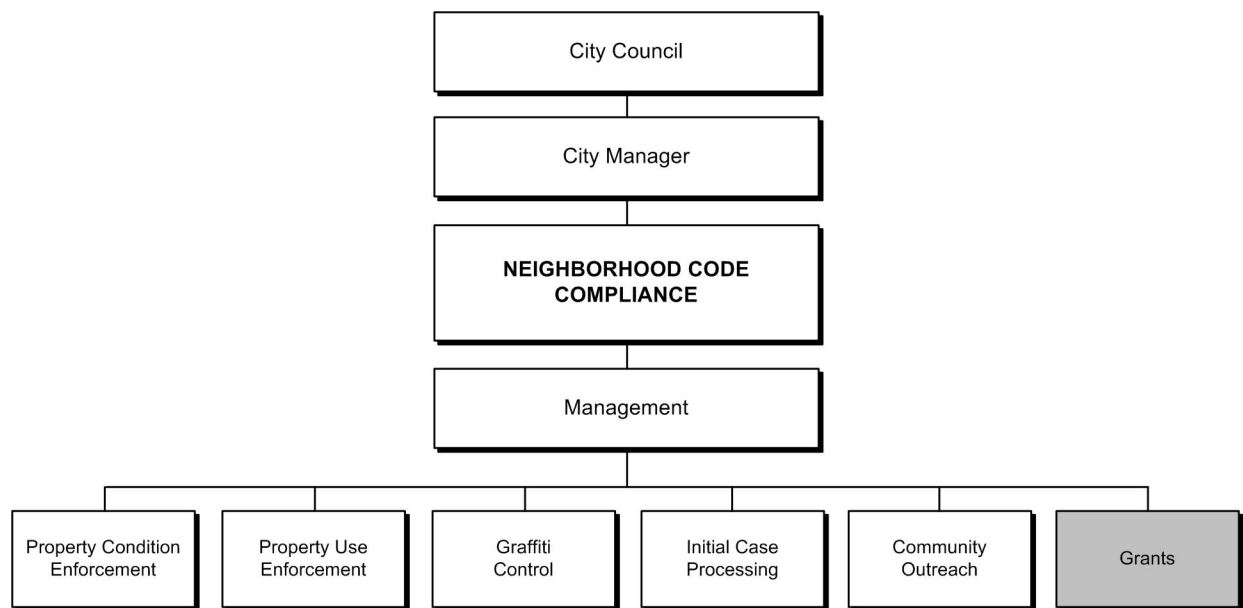 City Council
City Manager
NEIGHBORHOOD CODE
COMPLIANCE
Management
Property Condition
Enforcement
Property Use
Enforcement
Graffiti
Control
Initial Case
Processing
Community
Outreach
Grants